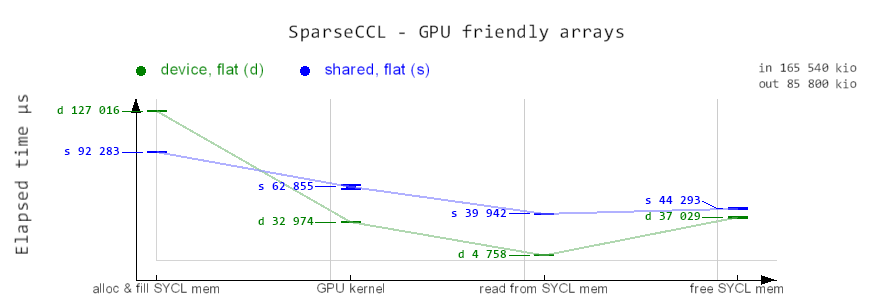 SparseCCL - GPU friendly arrays
device, flat (d)
shared, flat (s)
in 165 540 kio
out 85 800 kio
Elapsed time µs
d 127 016
s 92 283
s 62 855
d 32 974
s 39 942
d 4 758
s 44 293
d 37 029
alloc & fill SYCL mem
GPU kernel
read from SYCL mem
free SYCL mem